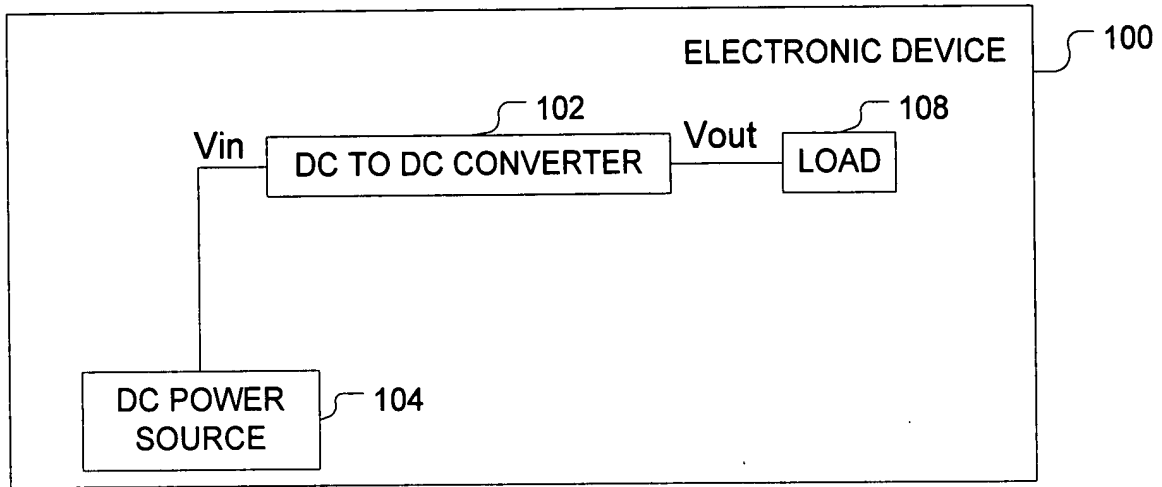 ELECTRONIC DEVICE
100
102
108
Vin
DC TO DC CONVERTER
Vout
LOAD
DC POWER
SOURCE
104